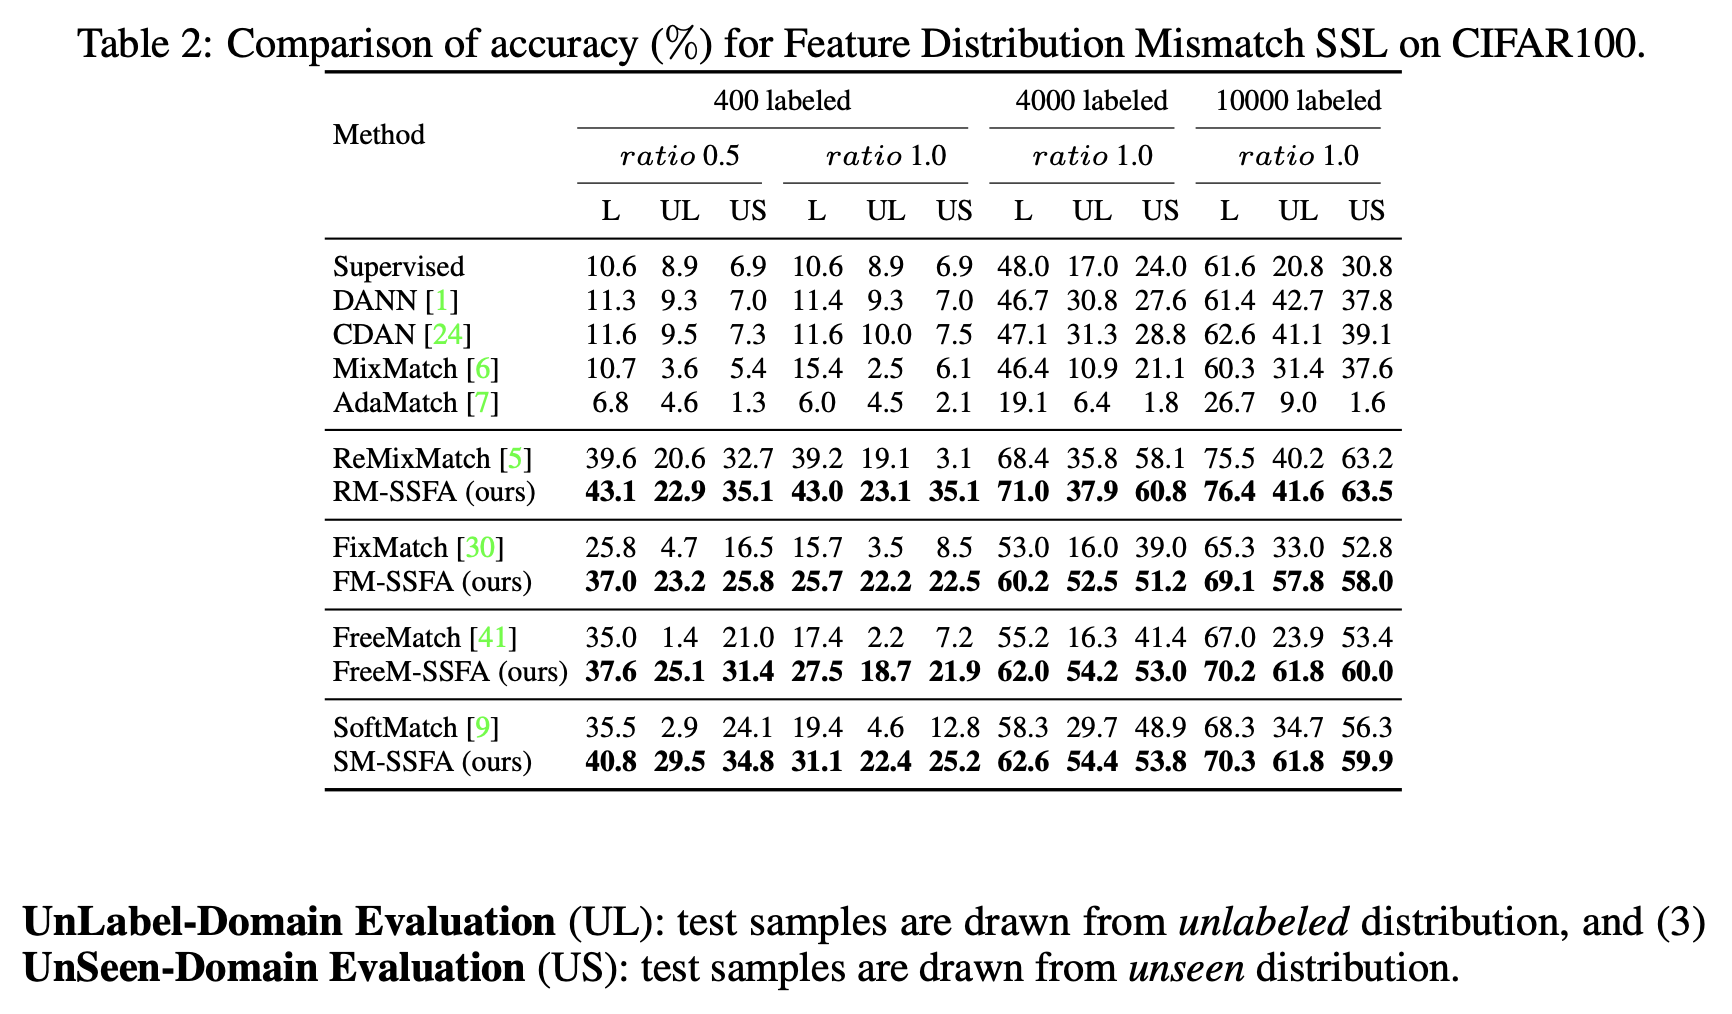 Table 2: Comparison of accuracy (%) for Feature Distribution Mismatch SSL on CIFAR100.
Method 400 labeled 4000 labeled 10000 labeled
ratio 0.5 ratio 1.0 ratio 1.0 ratio 1.0
L UL US L UL US L UL US L UL US
Supervised 10.6 8.9 6.9 10.6 8.9 6.9 48.0 17.0 24.0 61.6 20.8 30.8
DANN [1] 11.3 9.3 7.0 11.4 9.3 7.0 46.7 30.8 27.6 61.4 42.7 37.8
CDAN [24] 11.6 9.5 7.3 11.6 10.0 7.5 47.1 31.3 28.8 62.6 41.1 39.1
MixMatch [6] 10.7 3.6 5.4 15.4 2.5 6.1 46.4 10.9 21.1 60.3 31.4 37.6
AdaMatch [7] 6.8 4.6 1.3 6.0 4.5 2.1 19.1 6.4 1.8 26.7 9.0 1.6
ReMixMatch [5] 39.6 20.6 32.7 39.2 19.1 3.1 68.4 35.8 58.1 75.5 40.2 63.2
RM-SSFA (ours) 43.1 22.9 35.1 43.0 23.1 35.1 71.0 37.9 60.8 76.4 41.6 63.5
FixMatch [30] 25.8 4.7 16.5 15.7 3.5 8.5 53.0 16.0 39.0 65.3 33.0 52.8
FM-SSFA (ours) 37.0 23.2 25.8 25.7 22.2 22.5 60.2 52.5 51.2 69.1 57.8 58.0
FreeMatch [41] 35.0 1.4 21.0 17.4 2.2 7.2 55.2 16.3 41.4 67.0 23.9 53.4
FreeM-SSFA (ours) 37.6 25.1 31.4 27.5 18.7 21.9 62.0 54.2 53.0 70.2 61.8 60.0
SoftMatch [9] 35.5 2.9 24.1 19.4 4.6 12.8 58.3 29.7 48.9 68.3 34.7 56.3
SM-SSFA (ours) 40.8 29.5 34.8 31.1 22.4 25.2 62.6 54.4 53.8 70.3 61.8 59.9
UnLabel-Domain Evaluation (UL): test samples are drawn from unlabeled distribution, and (3)
UnSeen-Domain Evaluation (US): test samples are drawn from unseen distribution.